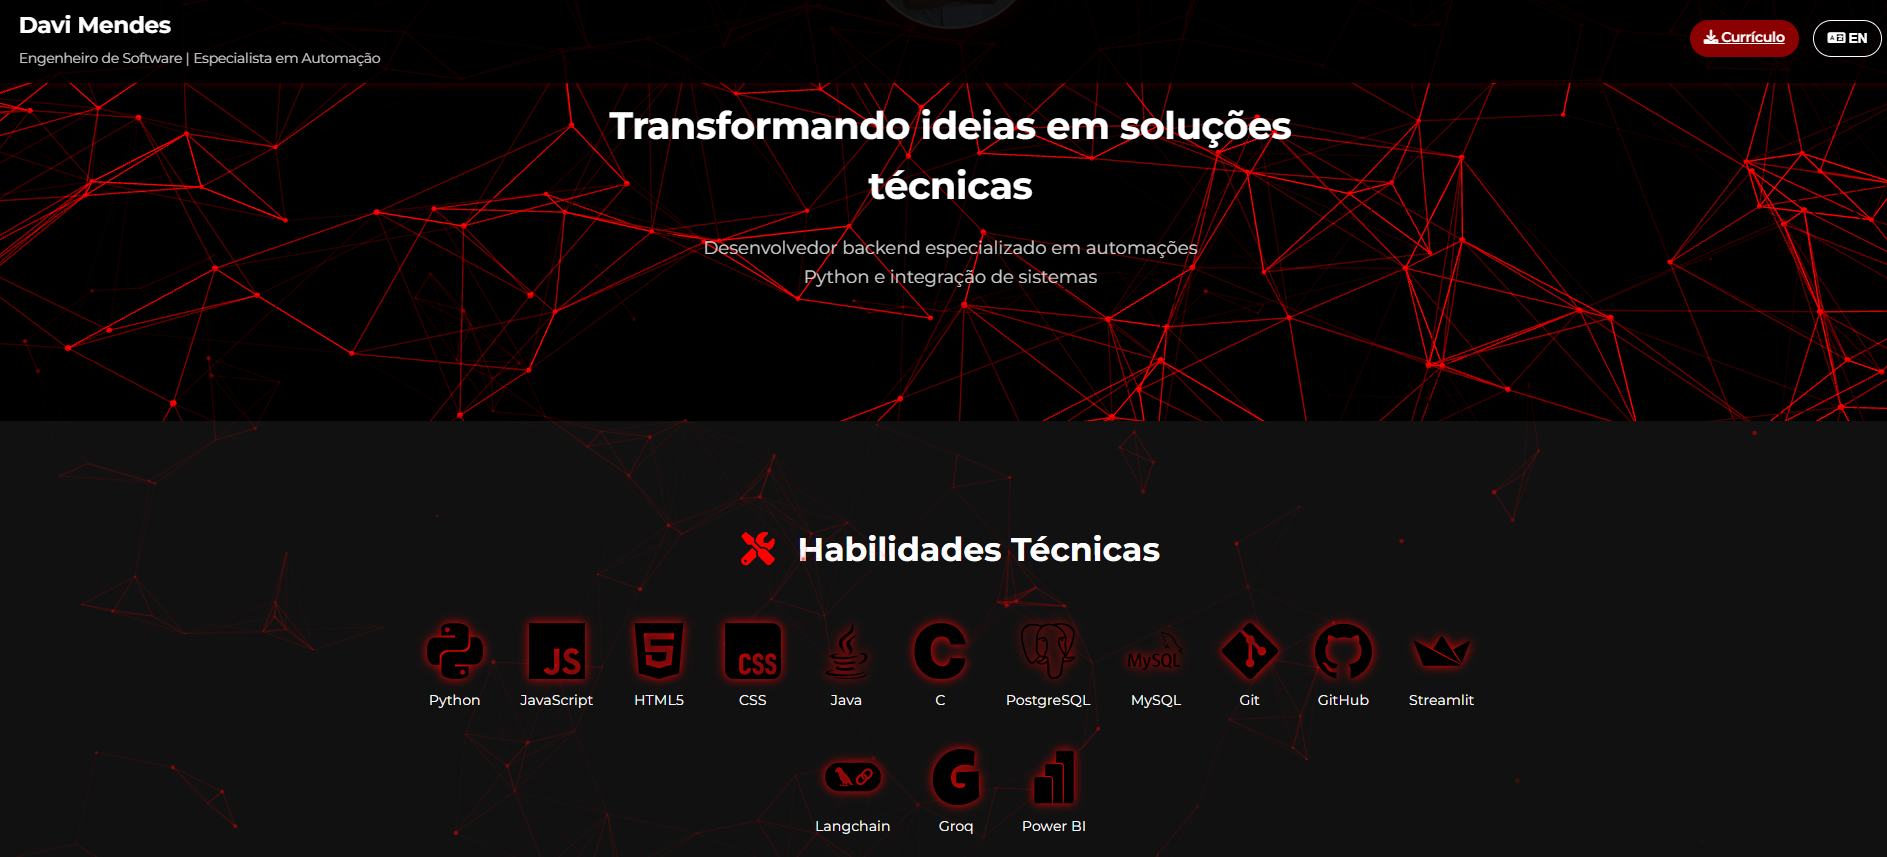 Davi Mendes
Engenheiro de Software | Especialista em Automação
Currículo
EN
Transformando ideias em soluções
técnicas
Desenvolvedor backend especializado em automações
Python e integração de sistemas
Habilidades Técnicas
JS
5
CSS
C
MySQL
Python
JavaScript
HTML5
CSS
Java
C
PostgreSQL
MySQL
Git
GitHub
Streamlit
G
Langchain
Groq
Power BI